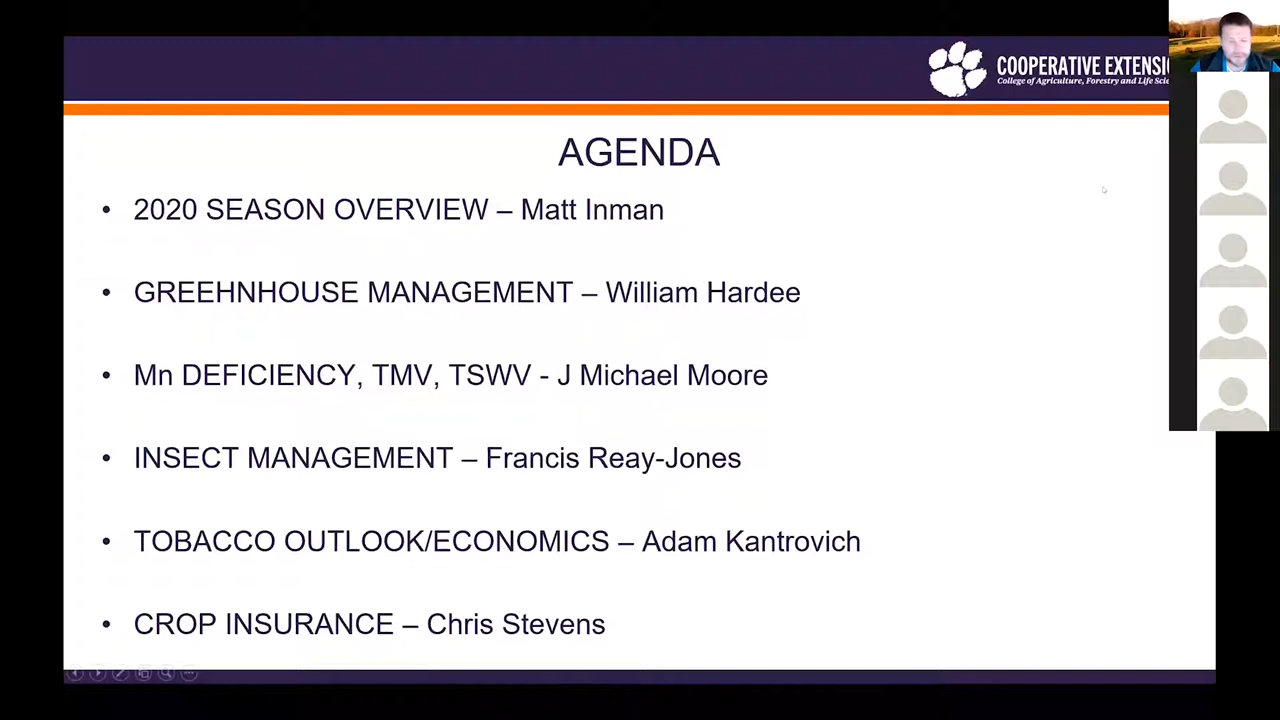 COOPERATIVE EXTENSIO
College of Agriculture, Forestry and Life Scie
AGENDA
• 2020 SEASON OVERVIEW – Matt Inman
• GREEHNHOUSE MANAGEMENT – William Hardee
• Mn DEFICIENCY, TMV, TSWV - J Michael Moore
• INSECT MANAGEMENT – Francis Reay-Jones
• TOBACCO OUTLOOK/ECONOMICS – Adam Kantrovich
• CROP INSURANCE – Chris Stevens